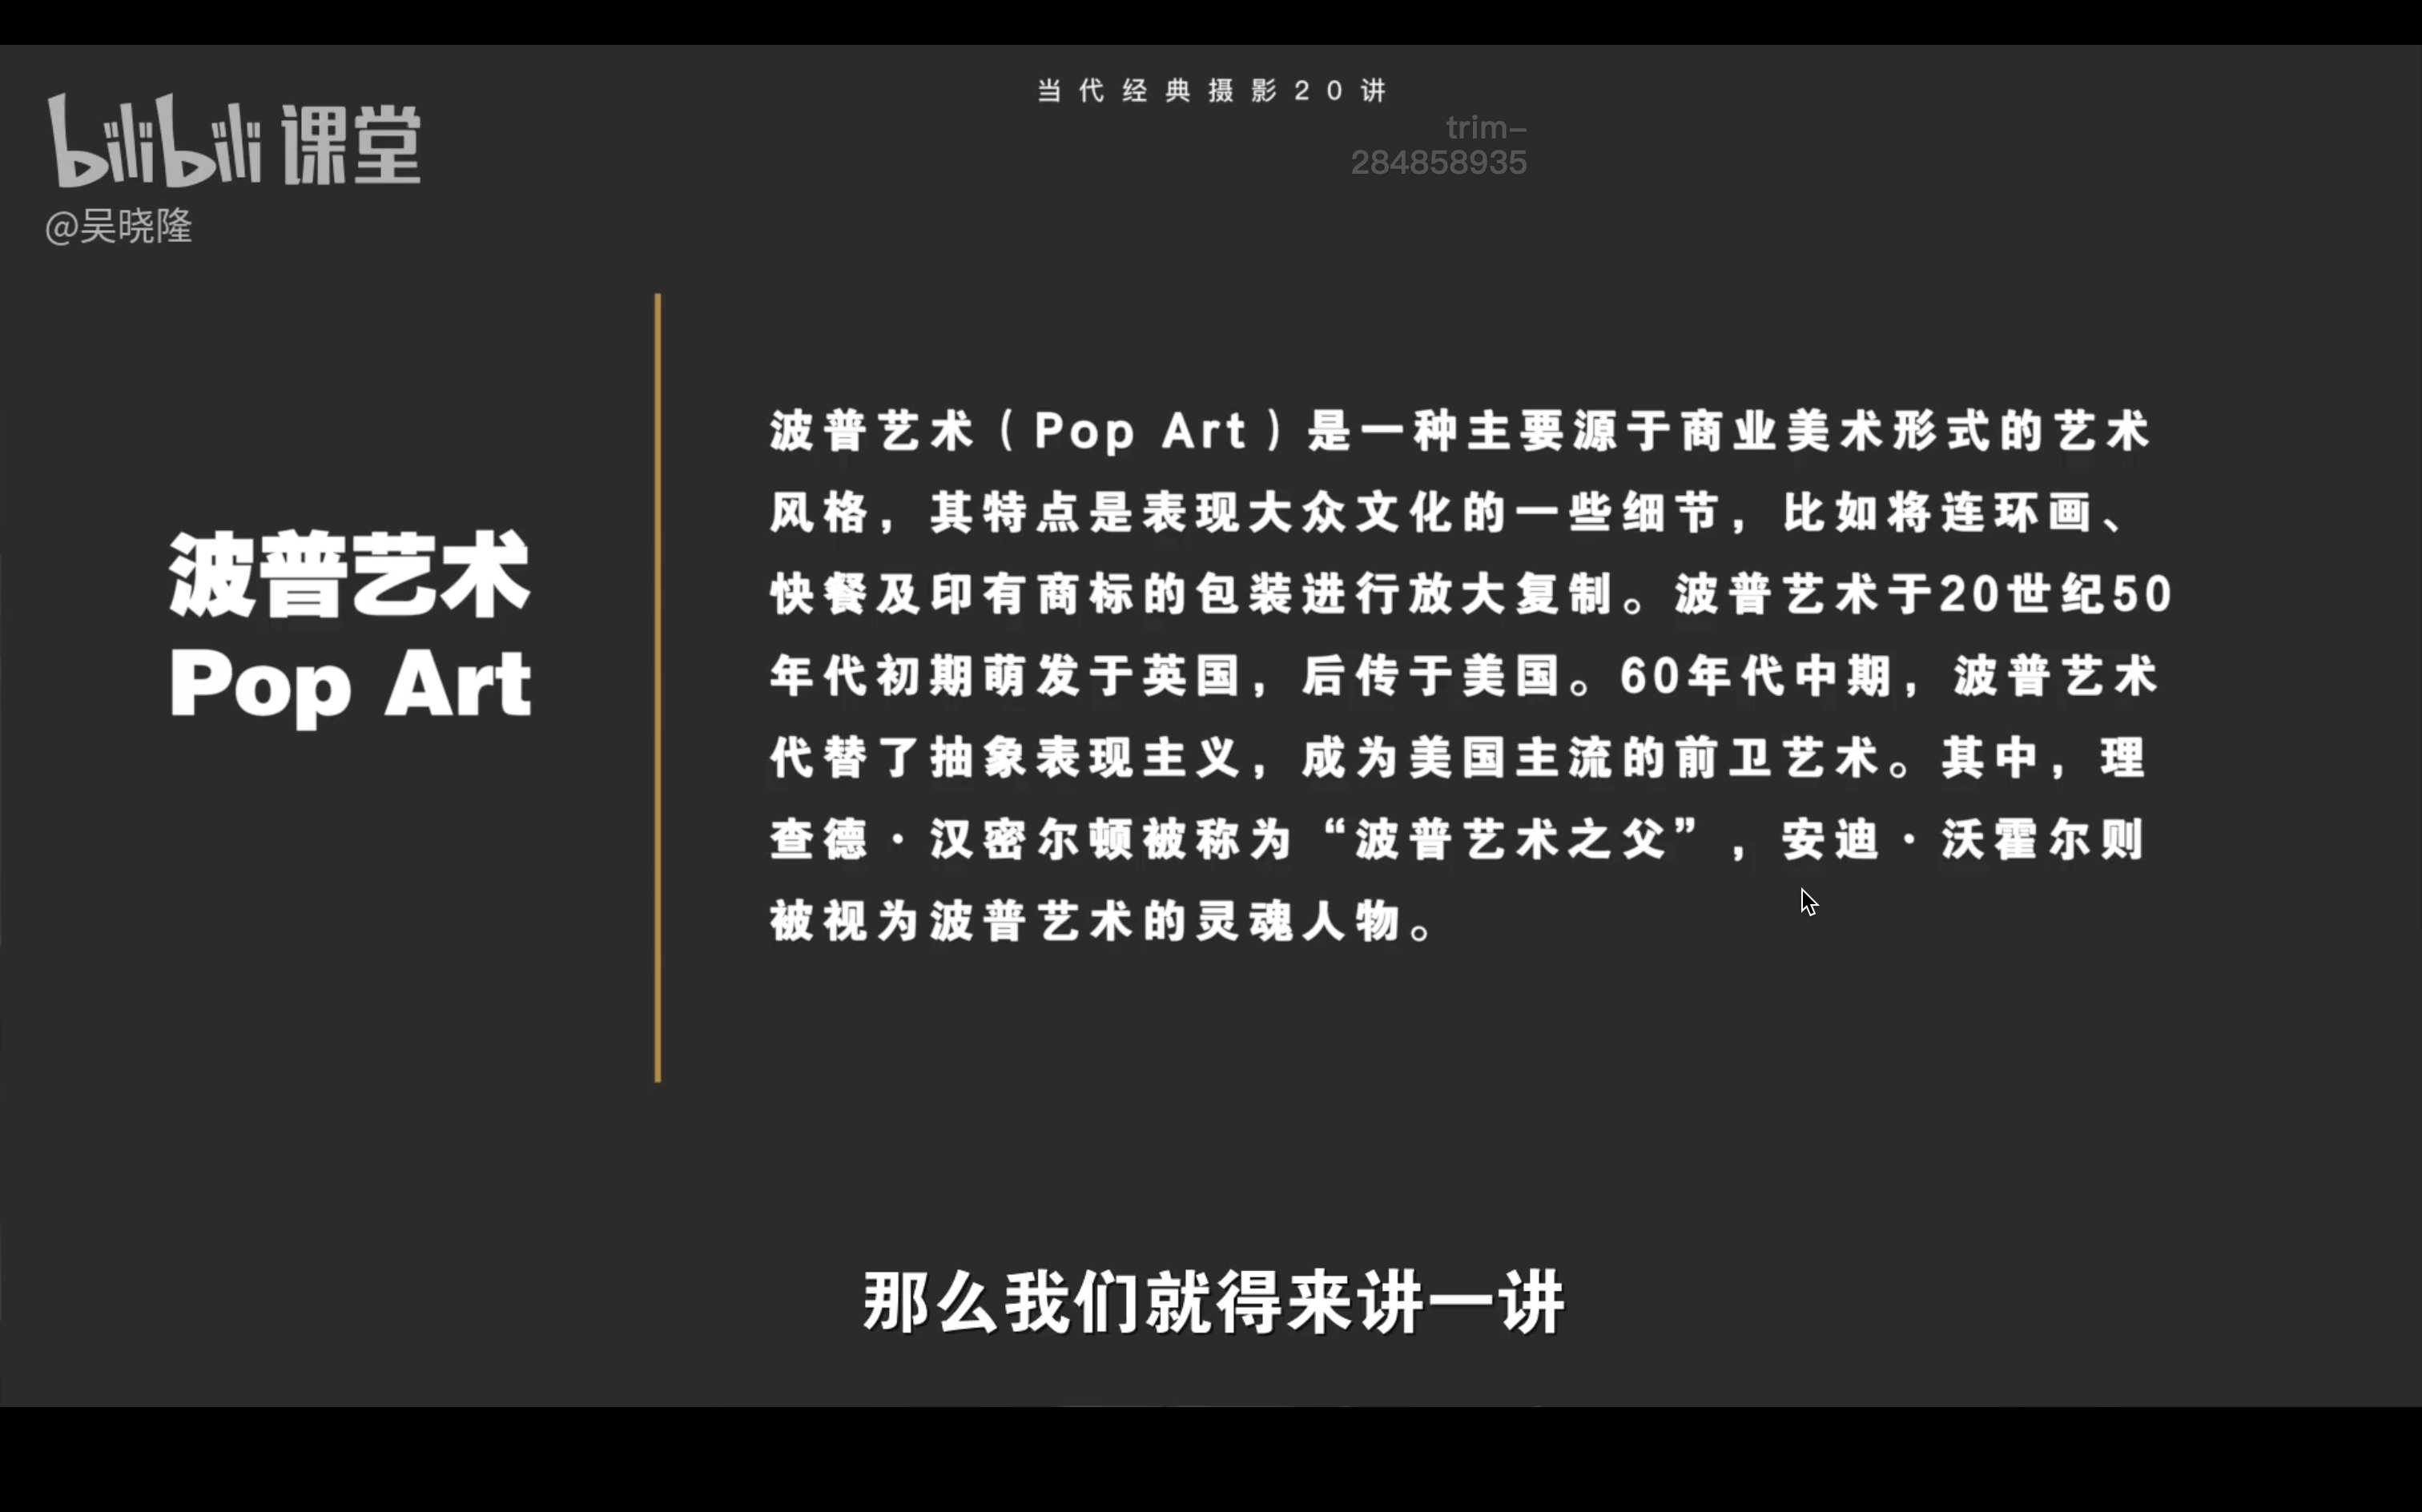 当代经典摄影20讲
bilibili课堂
@吴晓隆
trim-
284858935
波普艺术
Pop Art
波普艺术（Pop Art）是一种主要源于商业美术形式的艺术
风格，其特点是表现大众文化的一些细节，比如将连环画、
快餐及印有商标的包装进行放大复制。波普艺术于20世纪50
年代初期萌发于英国，后传于美国。60年代中期，波普艺术
代替了抽象表现主义，成为美国主流的前卫艺术。其中，理
查德·汉密尔顿被称为“波普艺术之父”，安迪·沃霍尔则
被视为波普艺术的灵魂人物。
那么我们就得来讲一讲